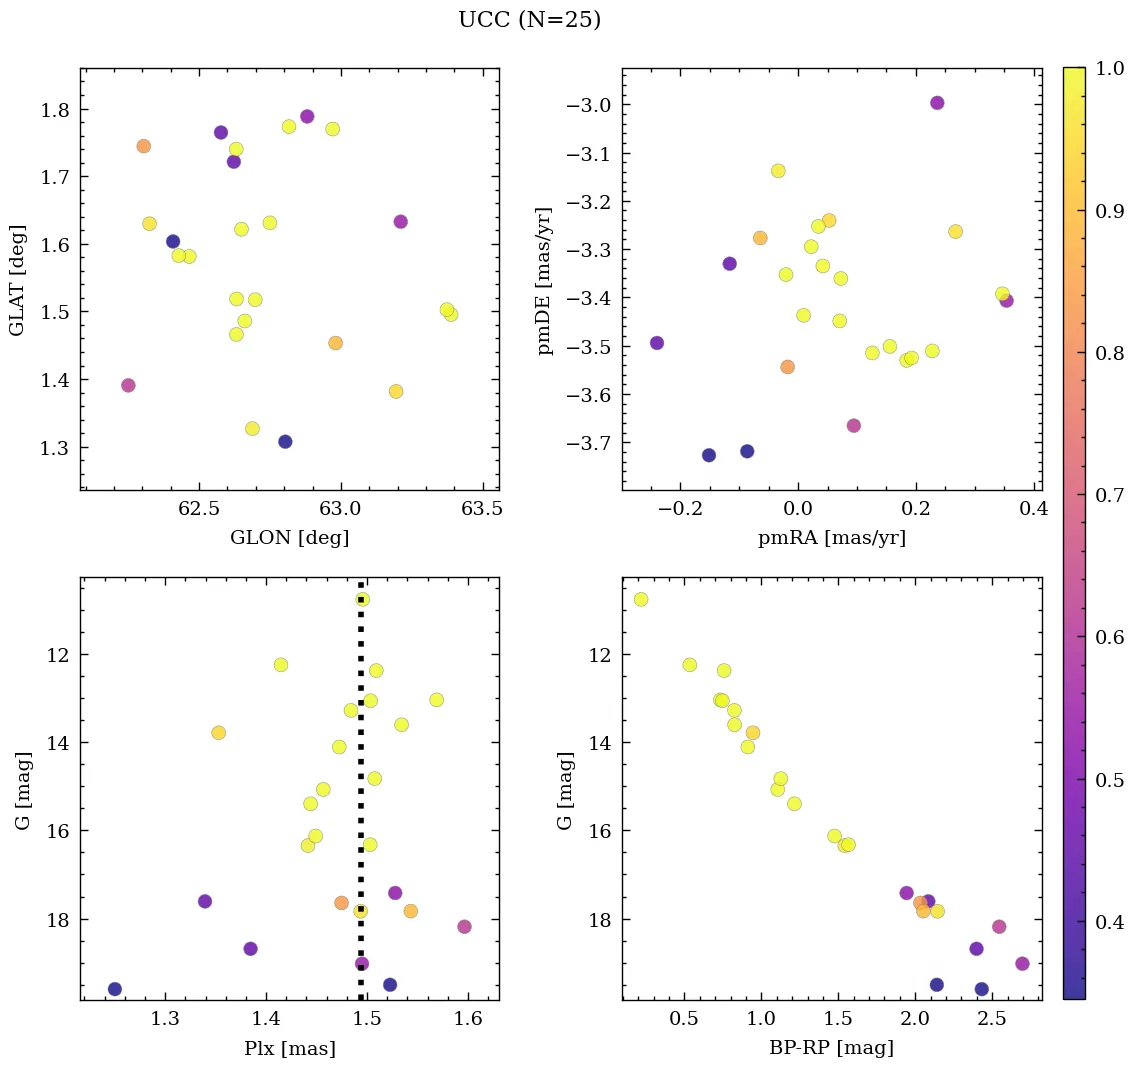 UCC (N=25)
1.8
1.7
1.6
1.5
1.4
1.3
GLAT [deg]
62.5 63.0 63.5
GLON [deg]
−3.0
−3.1
−3.2
−3.3
−3.4
−3.5
−3.6
−3.7
pmDE [mas/yr]
−0.2 0.0 0.2 0.4
pmRA [mas/yr]
12
14
16
18
G [mag]
1.3 1.4 1.5 1.6
Plx [mas]
12
14
16
18
G [mag]
0.5 1.0 1.5 2.0 2.5
BP-RP [mag]
1.0
0.9
0.8
0.7
0.6
0.5
0.4